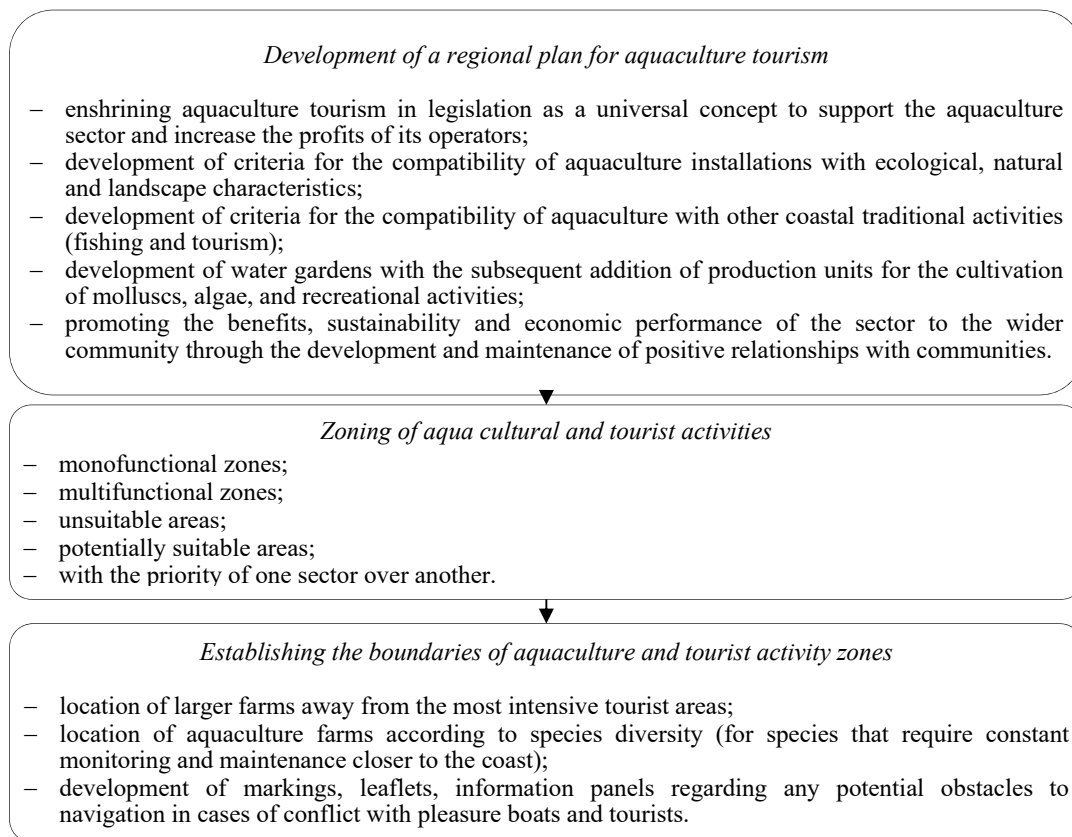 Development of a regional plan for aquaculture tourism
– enshrining aquaculture tourism in legislation as a universal concept to support the aquaculture
sector and increase the profits of its operators;
– development of criteria for the compatibility of aquaculture installations with ecological, natural
and landscape characteristics;
– development of criteria for the compatibility of aquaculture with other coastal traditional activities
(fishing and tourism);
– development of water gardens with the subsequent addition of production units for the cultivation
of molluscs, algae, and recreational activities;
– promoting the benefits, sustainability and economic performance of the sector to the wider
community through the development and maintenance of positive relationships with communities.
Zoning of aqua cultural and tourist activities
– monofunctional zones;
– multifunctional zones;
– unsuitable areas;
– potentially suitable areas;
– with the priority of one sector over another.
Establishing the boundaries of aquaculture and tourist activity zones
– location of larger farms away from the most intensive tourist areas;
– location of aquaculture farms according to species diversity (for species that require constant
monitoring and maintenance closer to the coast);
– development of markings, leaflets, information panels regarding any potential obstacles to
navigation in cases of conflict with pleasure boats and tourists.